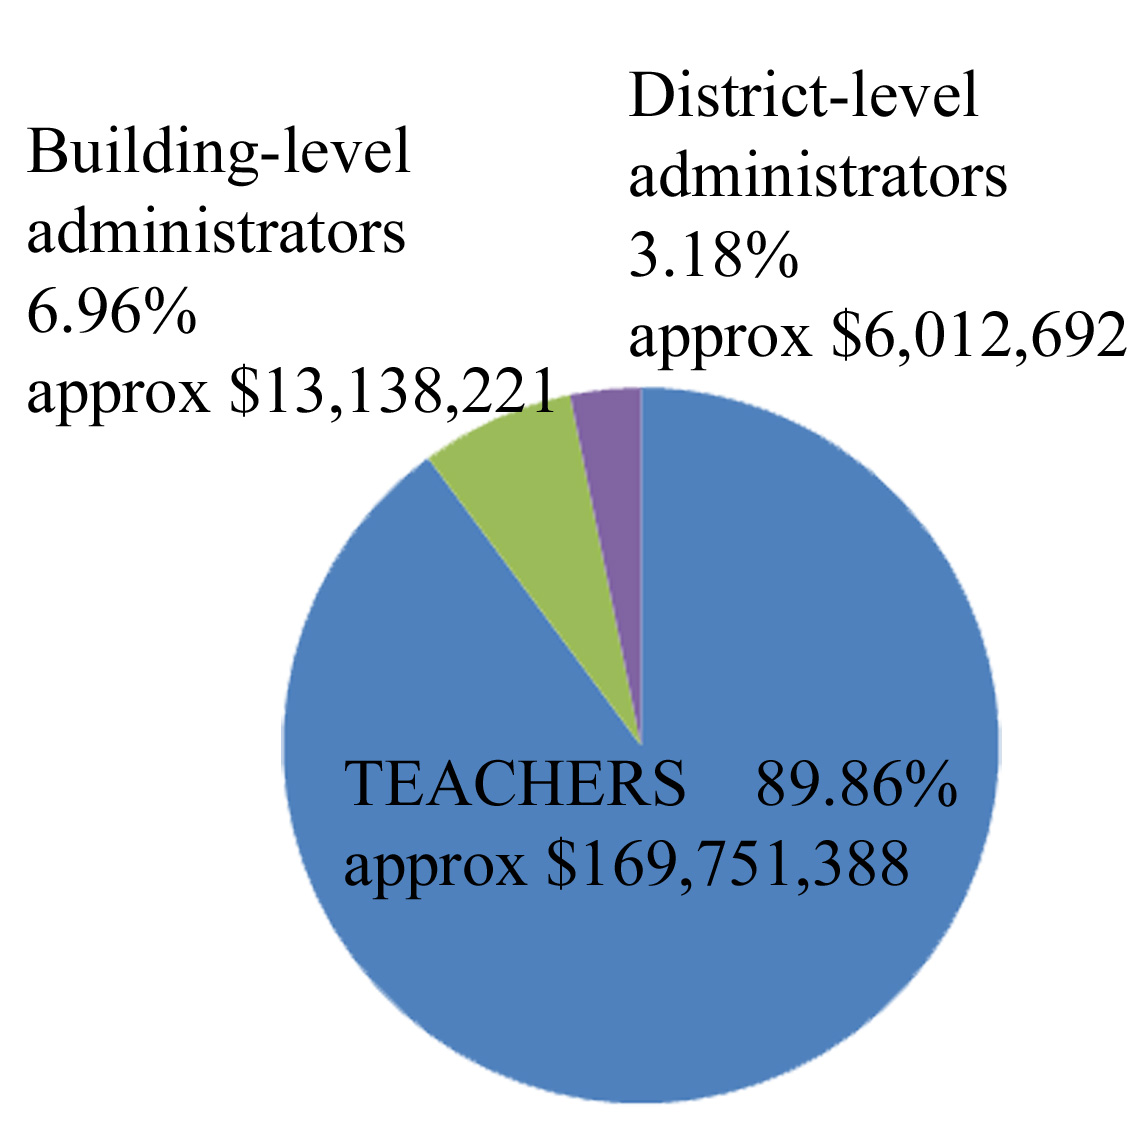 Building-level
administrators
6.96%
approx $13,138,221
District-level
administrators
3.18%
approx $6,012,692
TEACHERS 89.86%
approx $169,751,388